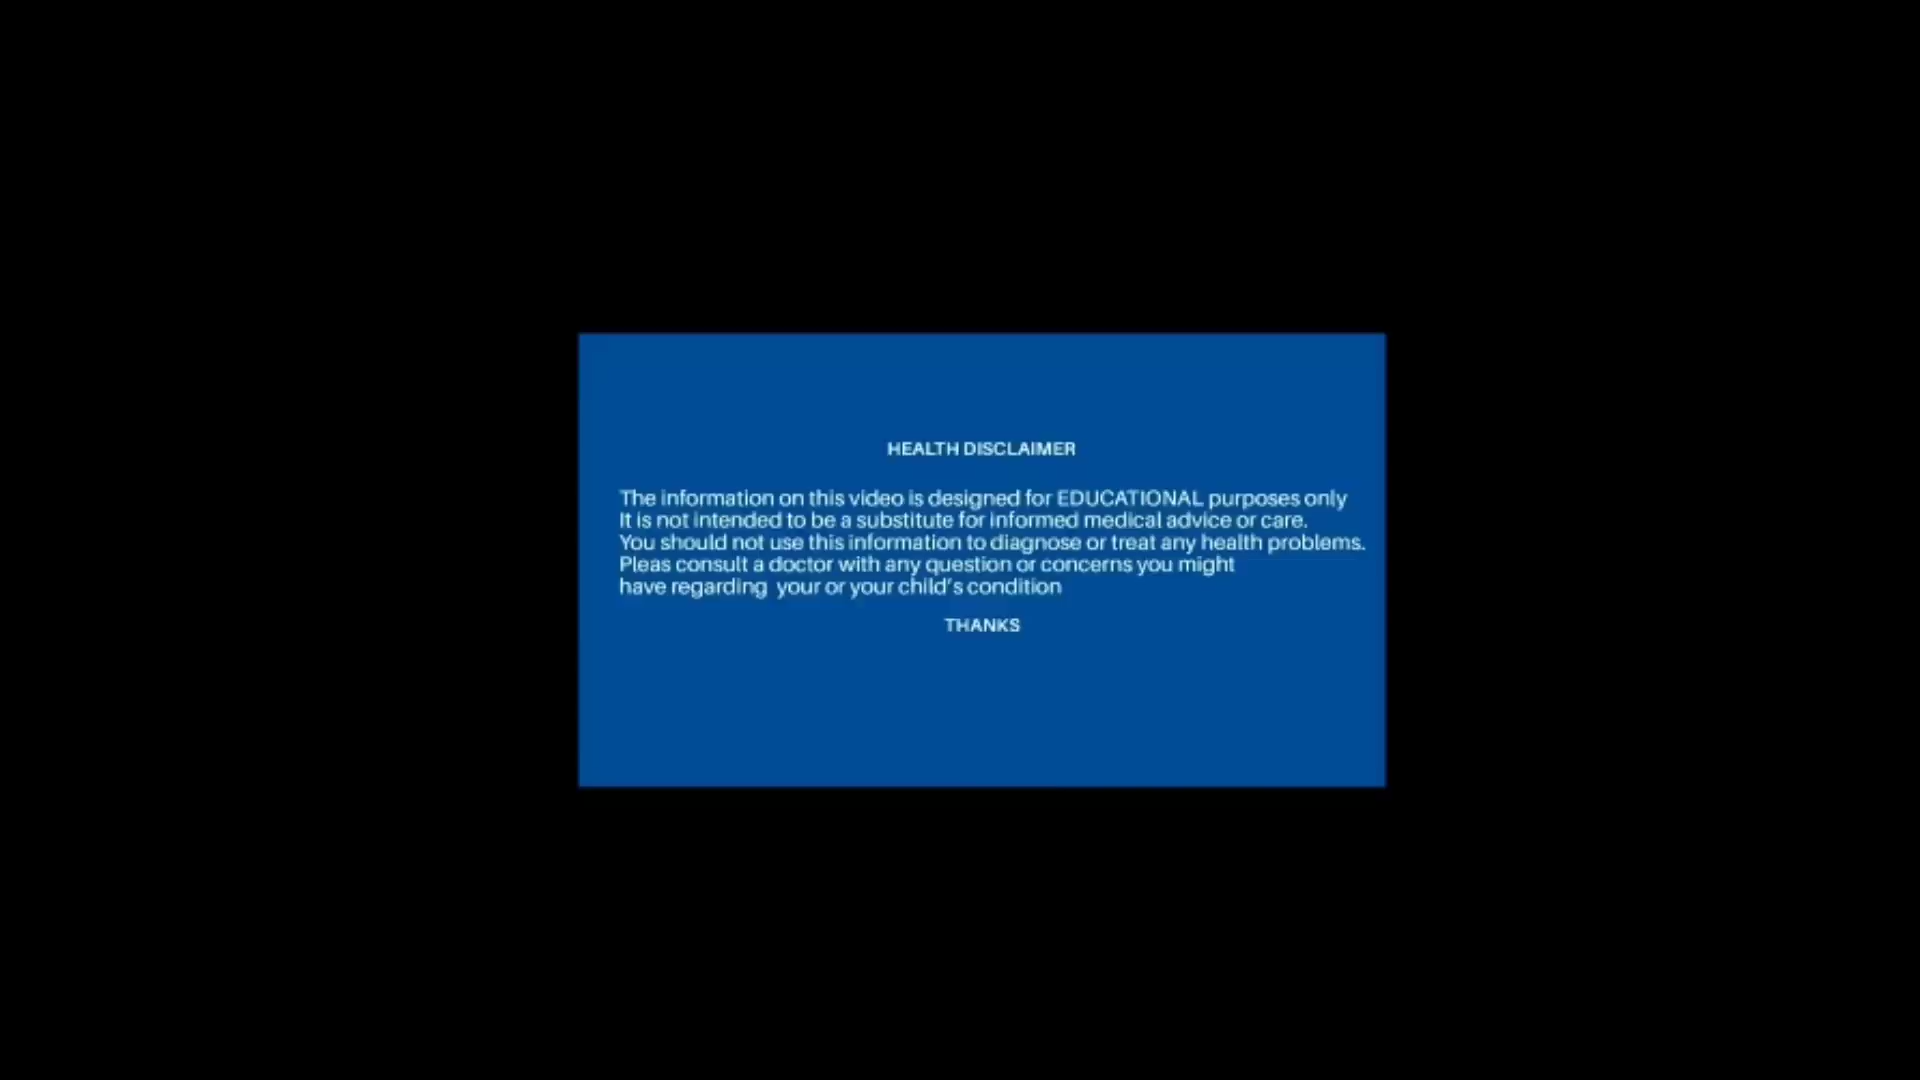 HEALTH DISCLAIMER
The information on this video is designed for EDUCATIONAL purposes only
It is not intended to be a substitute for informed medical advice or care.
You should not use this information to diagnose or treat any health problems.
Pleas consult a doctor with any question or concerns you might
have regarding  your or your child's condition
THANKS